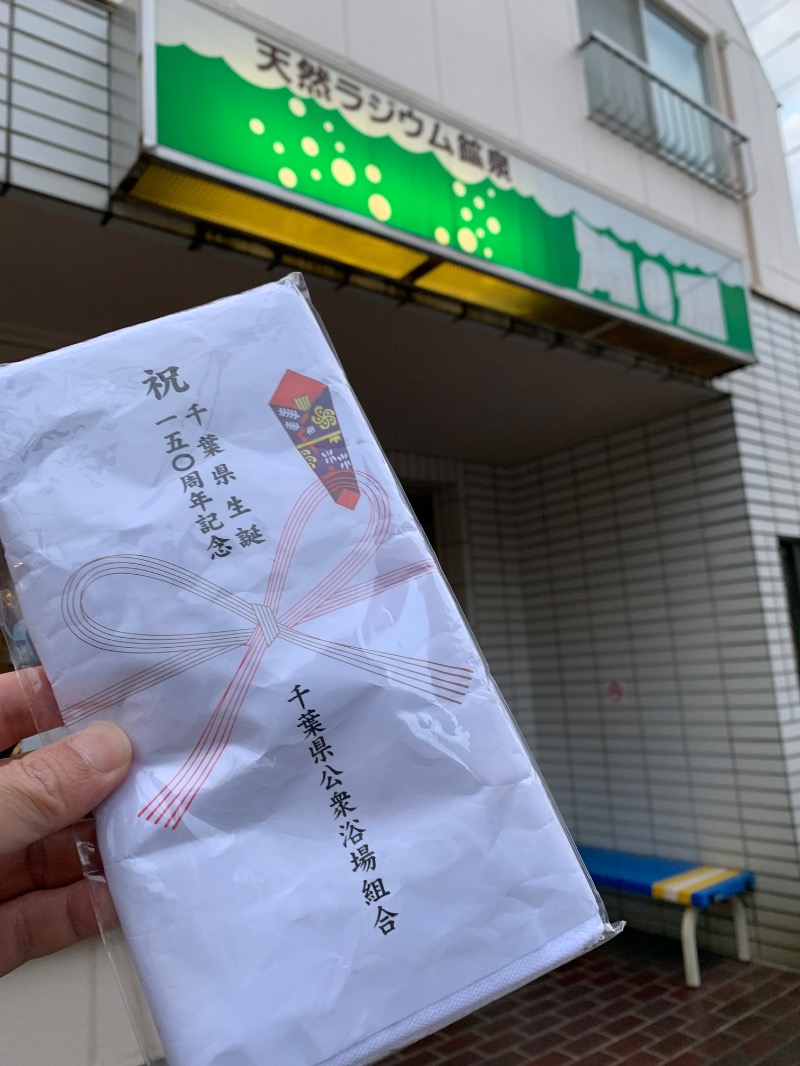 天然ラジウム鉱泉
祝
千葉県生誕
一五〇周年記念
千葉県公衆浴場組合